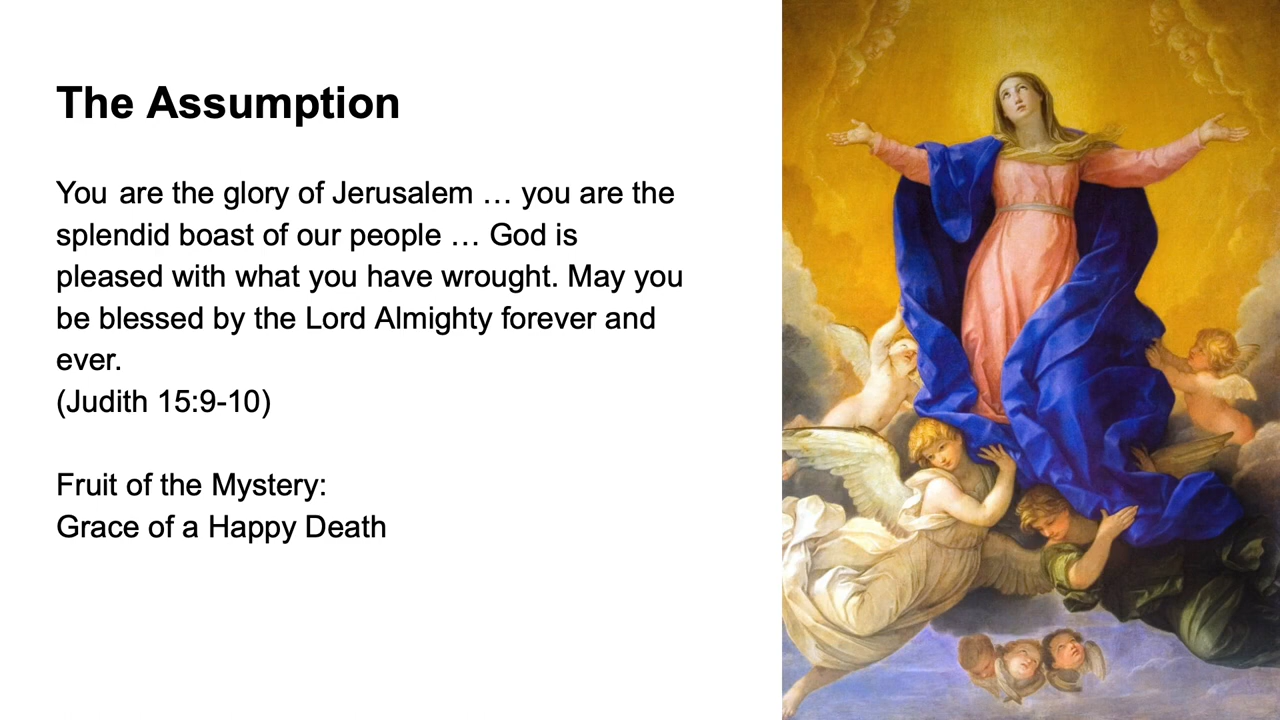 The Assumption
You are the glory of Jerusalem … you are the
splendid boast of our people … God is
pleased with what you have wrought. May you
be blessed by the Lord Almighty forever and
ever.
(Judith 15:9-10)
Fruit of the Mystery:
Grace of a Happy Death